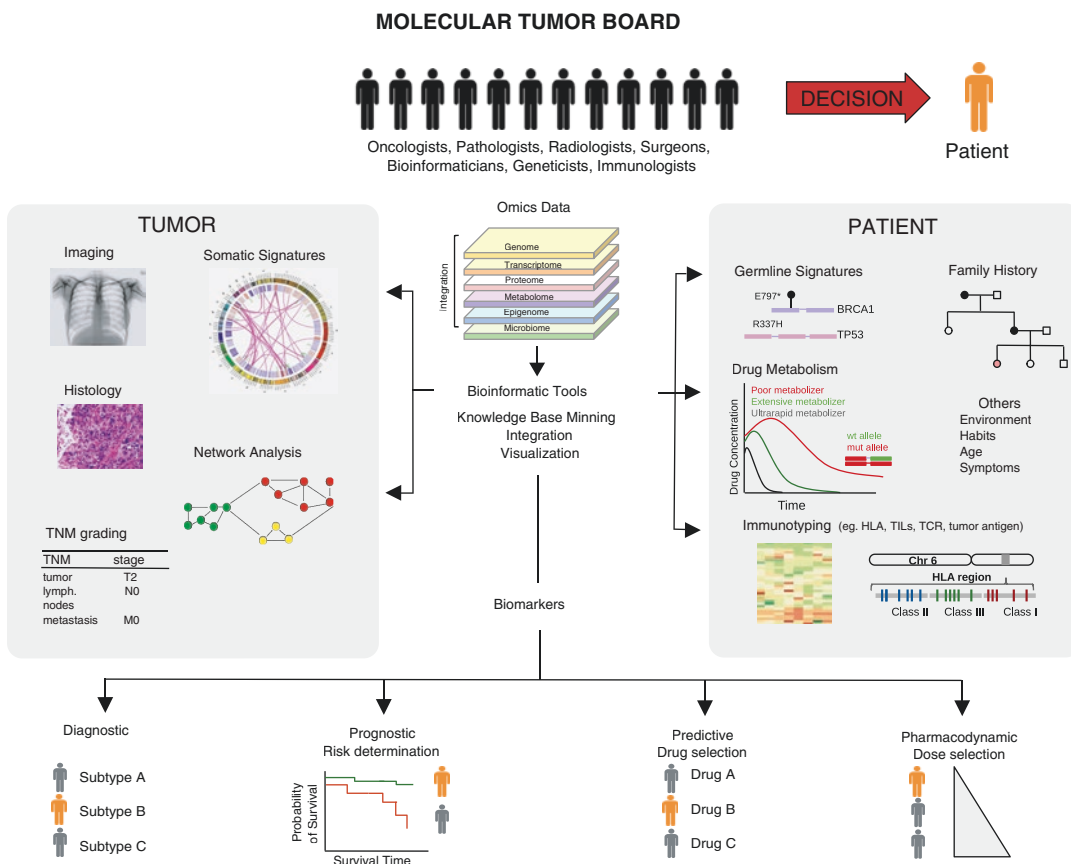 MOLECULAR TUMOR BOARD
DECISION
Oncologists, Pathologists, Radiologists, Surgeons,
Bioinformaticians, Geneticists, Immunologists
Patient
TUMOR
Imaging
Somatic Signatures
Histology
Network Analysis
TNM grading
TNM stage
tumor T2
lymph. N0
nodes
metastasis M0
Omics Data
Integration
Genome
Transcriptome
Proteome
Metabolome
Epigenome
Microbiome
Bioinformatic Tools
Knowledge Base Minning
Integration
Visualization
Biomarkers
PATIENT
Germline Signatures
E797*
BRCA1
R337H
TP53
Family History
Drug Metabolism
Poor metabolizer
Extensive metabolizer
Ultrarapid metabolizer
wt allele
mut allele
Drug Concentration
Time
Others
Environment
Habits
Age
Symptoms
Immunotyping (eg. HLA, TILs, TCR, tumor antigen)
Chr 6
HLA region
Class II Class III Class I
Diagnostic
Subtype A
Subtype B
Subtype C
Prognostic
Risk determination
Probability
of Survival
Survival Time
Predictive
Drug selection
Drug A
Drug B
Drug C
Pharmacodynamic
Dose selection